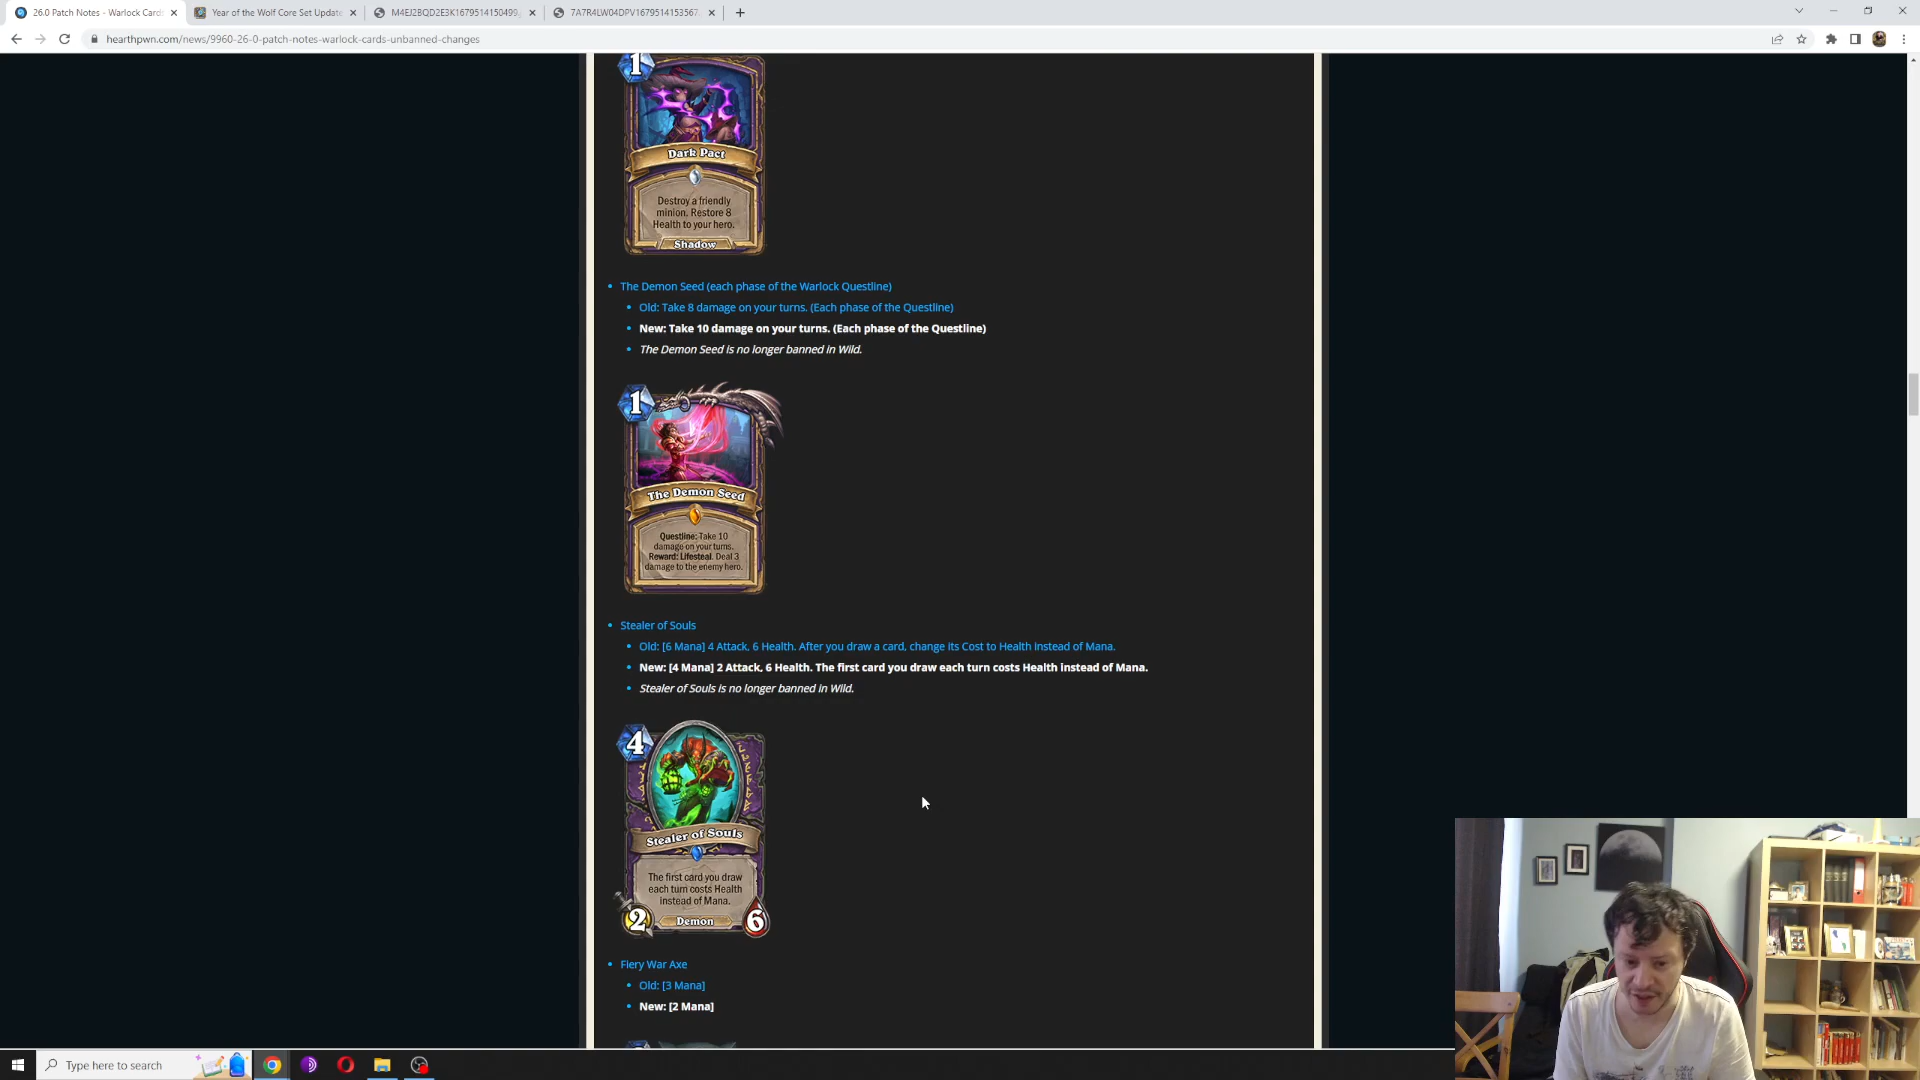 26.0 Patch Notes - Warlock Card
Year of the Wolf Core Set Update
M4EJ2BQD2E3K1679514150499.
7A7R4LW04DPV1679514153567
hearthpwn.com/news/9960-26-0-patch-notes-warlock-cards-unbanned-changes
1
Dark Pact
Destroy a friendly
minion. Restore 8
Health to your hero.
Shadow
The Demon Seed (each phase of the Warlock Questline)
Old: Take 8 damage on your turns. (Each phase of the Questline)
New: Take 10 damage on your turns. (Each phase of the Questline)
The Demon Seed is no longer banned in Wild.
1
The Demon Seed
Questline: Take 10
damage on your turns.
Reward: Lifesteal. Deal 3
damage to the enemy hero.
Stealer of Souls
Old: [6 Mana] 4 Attack, 6 Health. After you draw a card, change its Cost to Health instead of Mana.
New: [4 Mana] 2 Attack, 6 Health. The first card you draw each turn costs Health instead of Mana.
Stealer of Souls is no longer banned in Wild.
4
Stealer of Souls
The first card you draw
each turn costs Health
instead of Mana.
2 Demon 6
Fiery War Axe
Old: [3 Mana]
New: [2 Mana]
Type here to search